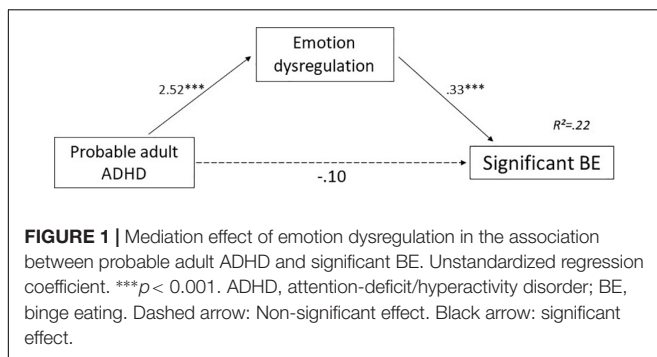 Emotion
dysregulation
2.52***
.33***
R²=.22
Probable adult
ADHD
Significant BE
-.10
FIGURE 1 | Mediation effect of emotion dysregulation in the association
between probable adult ADHD and significant BE. Unstandardized regression
coefficient. ***p< 0.001. ADHD, attention-deficit/hyperactivity disorder; BE,
binge eating. Dashed arrow: Non-significant effect. Black arrow: significant
effect.